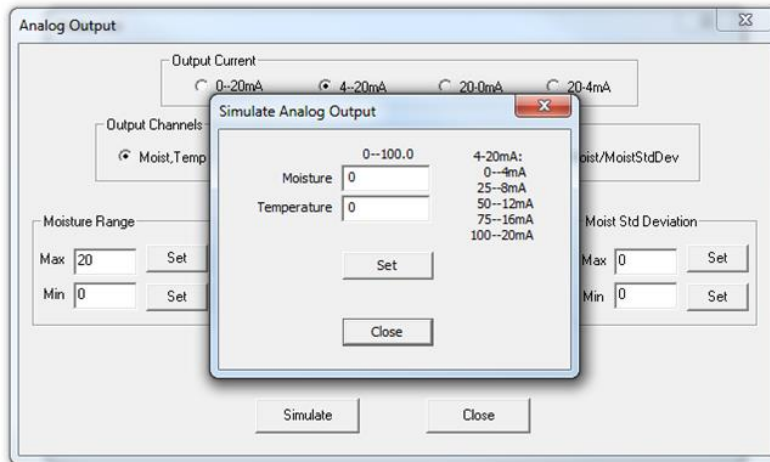 Analog Output
Output Current
0--20mA
4--20mA
20-0mA
20-4mA
Output Channels
Moist,Temp
oist/MoistStdDev
Moisture Range
Max 20 Set
Min 0 Set
Moist Std Deviation
Max 0 Set
Min 0 Set
Simulate
Close
Simulate Analog Output
0--100.0
Moisture 0
Temperature 0
4-20mA:
0--4mA
25--8mA
50--12mA
75--16mA
100--20mA
Set
Close